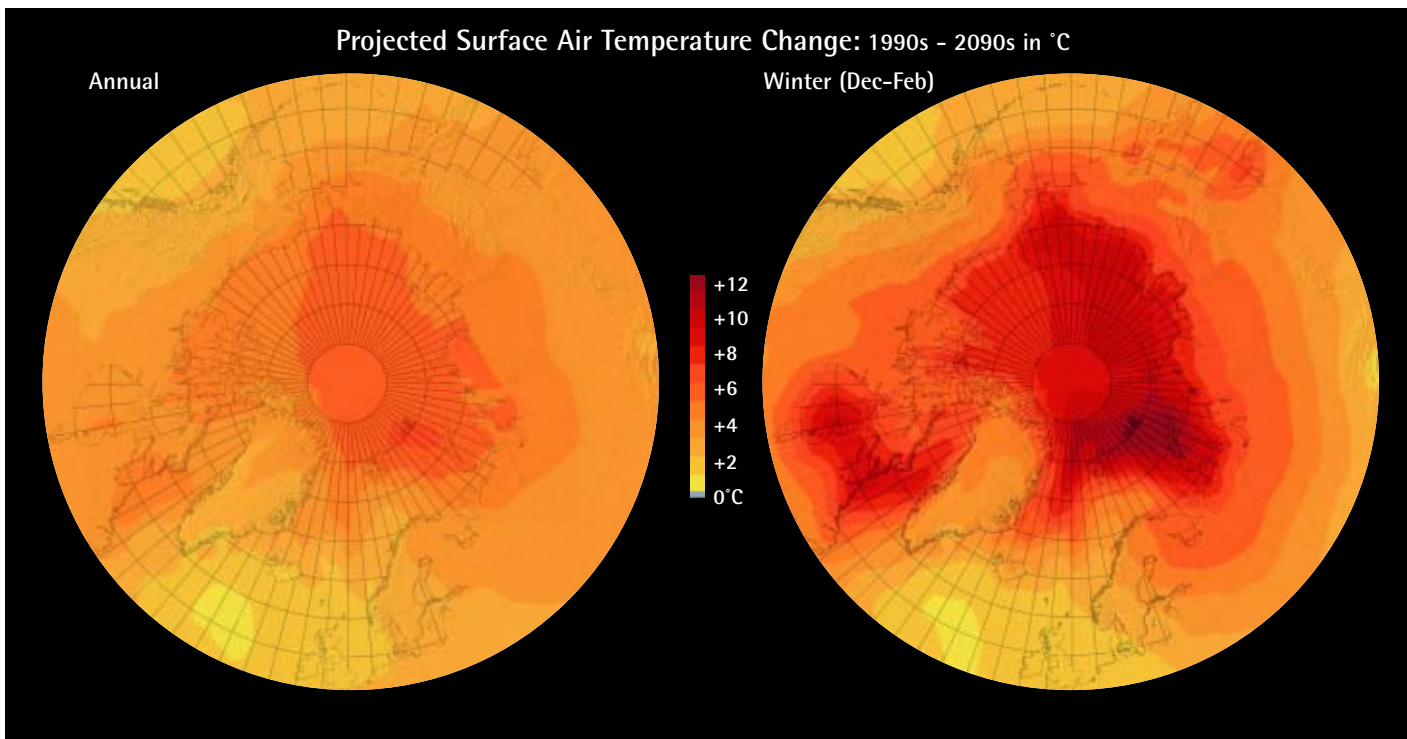 Projected Surface Air Temperature Change: 1990s - 2090s in °C
Annual
Winter (Dec-Feb)
+12
+10
+8
+6
+4
+2
0°C